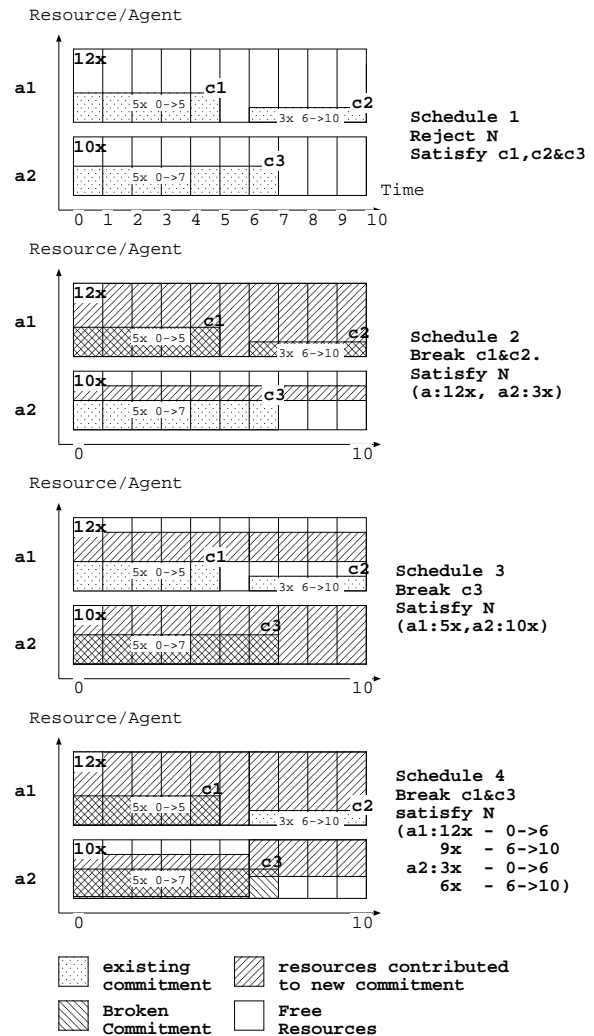 Resource/Agent
12x
c1
a1
5x 0->5
c2
3x 6->10
Schedule 1
Reject N
Satisfy c1,c2&c3
10x
c3
a2
5x 0->7
Time
0 1 2 3 4 5 6 7 8 9 10
Resource/Agent
12x
a1
c1
5x 0->5
c2
3x 6->10
Schedule 2
Break c1&c2.
Satisfy N
(a:12x, a2:3x)
10x
c3
a2
5x 0->7
0 10
Resource/Agent
12x
a1
c1
5x 0->5
c2
3x 6->10
Schedule 3
Break c3
Satisfy N
(a1:5x,a2:10x)
10x
c3
a2
5x 0->7
0 10
Resource/Agent
12x
a1
c1
5x 0->5
c2
3x 6->10
Schedule 4
Break c1&c3
satisfy N
(a1:12x - 0->6
9x - 6->10
a2:3x - 0->6
6x - 6->10)
10x
c3
a2
5x 0->7
0 10
existing
commitment
resources contributed
to new commitment
Broken
Commitment
Free
Resources